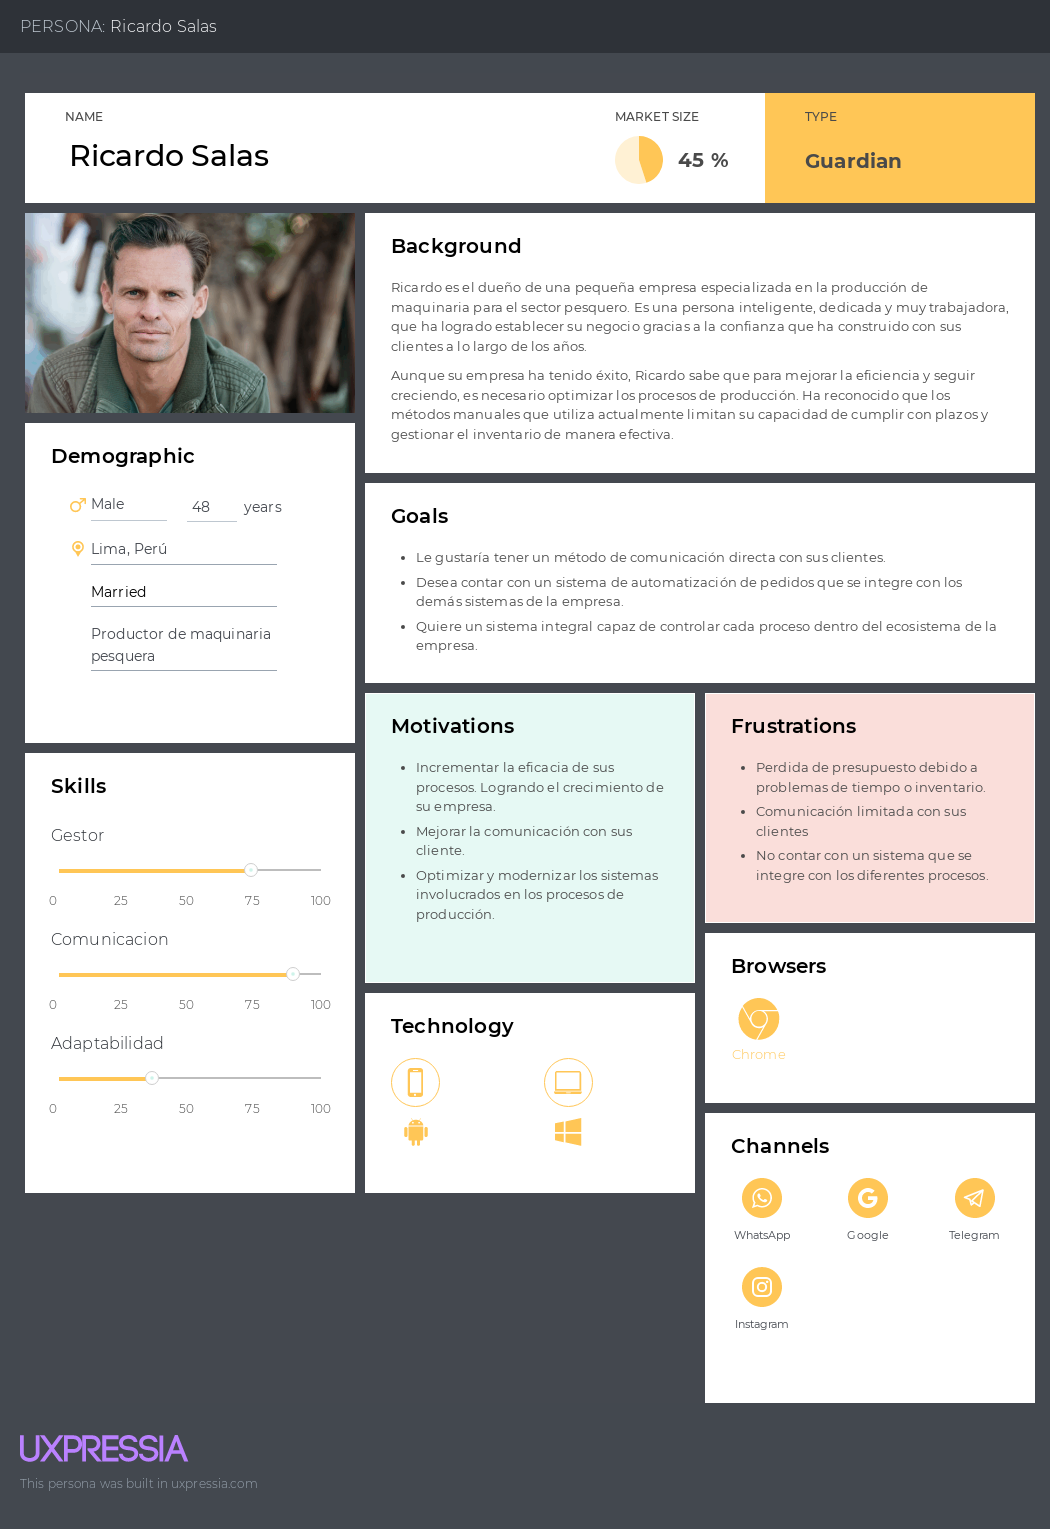 PERSONA: Ricardo Salas
NAME
Ricardo Salas
MARKET SIZE
45 %
TYPE
Guardian
Demographic
Male
48 years
Lima, Perú
Married
Productor de maquinaria
pesquera
Skills
Gestor
0 25 50 75 100
Comunicacion
0 25 50 75 100
Adaptabilidad
0 25 50 75 100
Background
Ricardo es el dueño de una pequeña empresa especializada en la producción de
maquinaria para el sector pesquero. Es una persona inteligente, dedicada y muy trabajadora,
que ha logrado establecer su negocio gracias a la confianza que ha construido con sus
clientes a lo largo de los años.
Aunque su empresa ha tenido éxito, Ricardo sabe que para mejorar la eficiencia y seguir
creciendo, es necesario optimizar los procesos de producción. Ha reconocido que los
métodos manuales que utiliza actualmente limitan su capacidad de cumplir con plazos y
gestionar el inventario de manera efectiva.
Goals
• Le gustaría tener un método de comunicación directa con sus clientes.
• Desea contar con un sistema de automatización de pedidos que se integre con los
demás sistemas de la empresa.
• Quiere un sistema integral capaz de controlar cada proceso dentro del ecosistema de la
empresa.
Motivations
• Incrementar la eficacia de sus
procesos. Logrando el crecimiento de
su empresa.
• Mejorar la comunicación con sus
cliente.
• Optimizar y modernizar los sistemas
involucrados en los procesos de
producción.
Technology
Frustrations
• Perdida de presupuesto debido a
problemas de tiempo o inventario.
• Comunicación limitada con sus
clientes
• No contar con un sistema que se
integre con los diferentes procesos.
Browsers
Chrome
Channels
WhatsApp Google Telegram
Instagram
UXPRESSIA
This persona was built in uxpressia.com